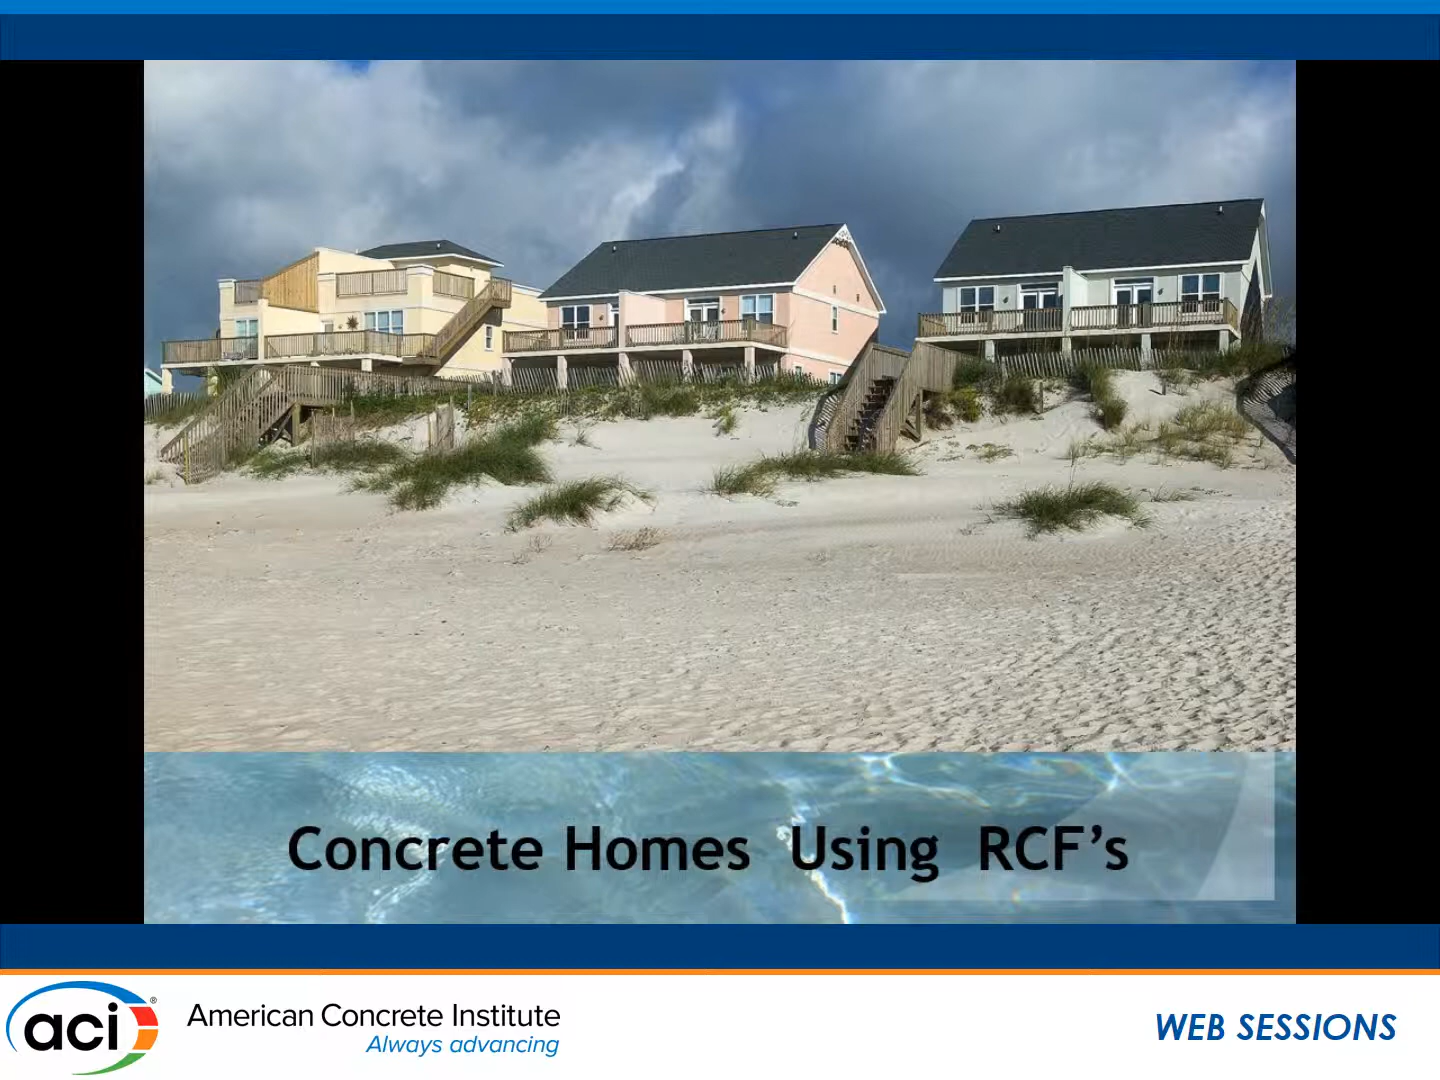 Concrete Homes Using RCF's
aci®
American Concrete Institute
Always advancing
WEB SESSIONS